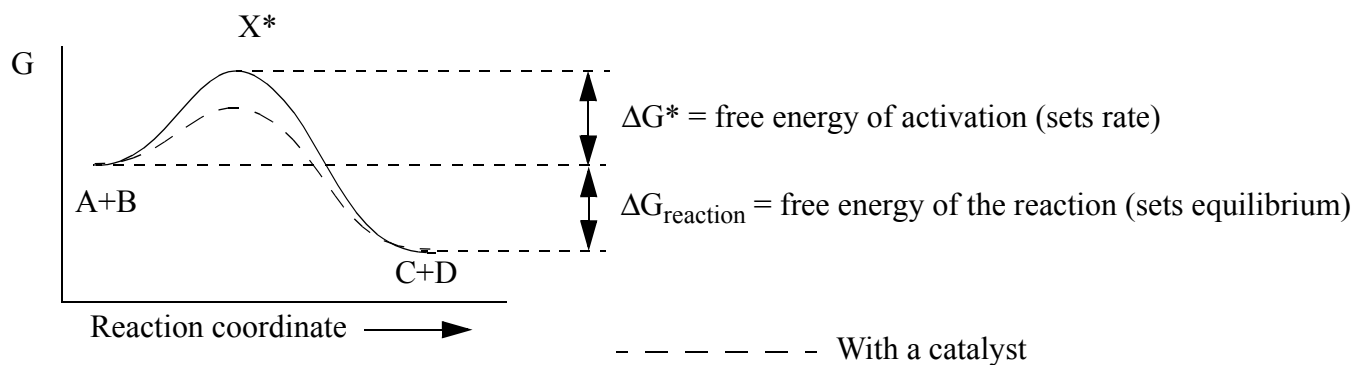 X*
G
ΔG* = free energy of activation (sets rate)
A+B
ΔGreaction = free energy of the reaction (sets equilibrium)
C+D
Reaction coordinate
With a catalyst